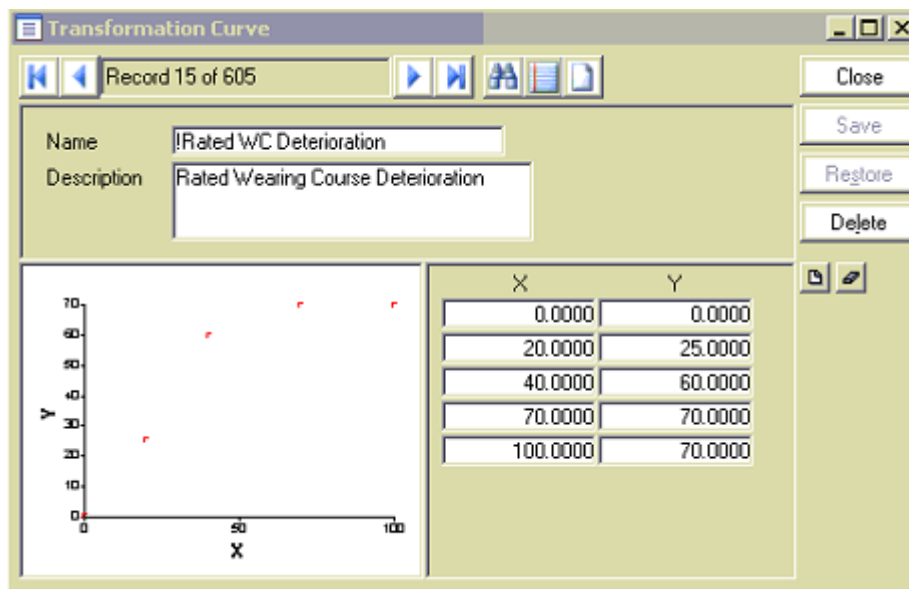 Transformation Curve
Record 15 of 605
Close
Save
Restore
Delete
Name !Rated WC Deterioration
Description Rated Wearing Course Deterioration
X Y
0.0000 0.0000
20.0000 25.0000
40.0000 60.0000
70.0000 70.0000
100.0000 70.0000
70
60
50
40
30
20
10
0
Y
0 50 100
X